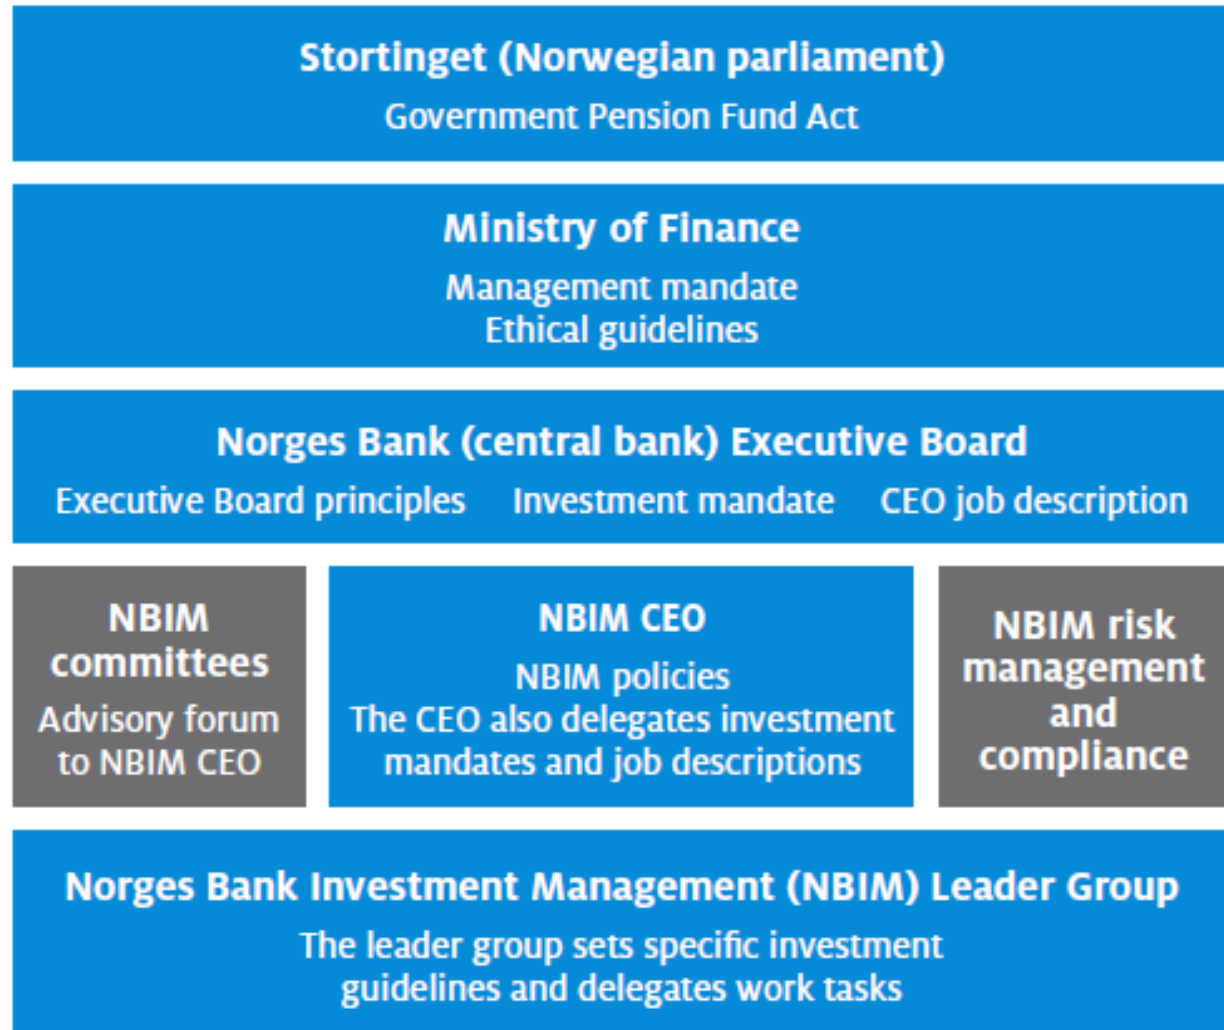 Stortinget (Norwegian parliament)
Government Pension Fund Act
Ministry of Finance
Management mandate
Ethical guidelines
Norges Bank (central bank) Executive Board
Executive Board principles Investment mandate CEO job description
NBIM
committees
Advisory forum
to NBIM CEO
NBIM CEO
NBIM policies
The CEO also delegates investment
mandates and job descriptions
NBIM risk
management
and
compliance
Norges Bank Investment Management (NBIM) Leader Group
The leader group sets specific investment
guidelines and delegates work tasks